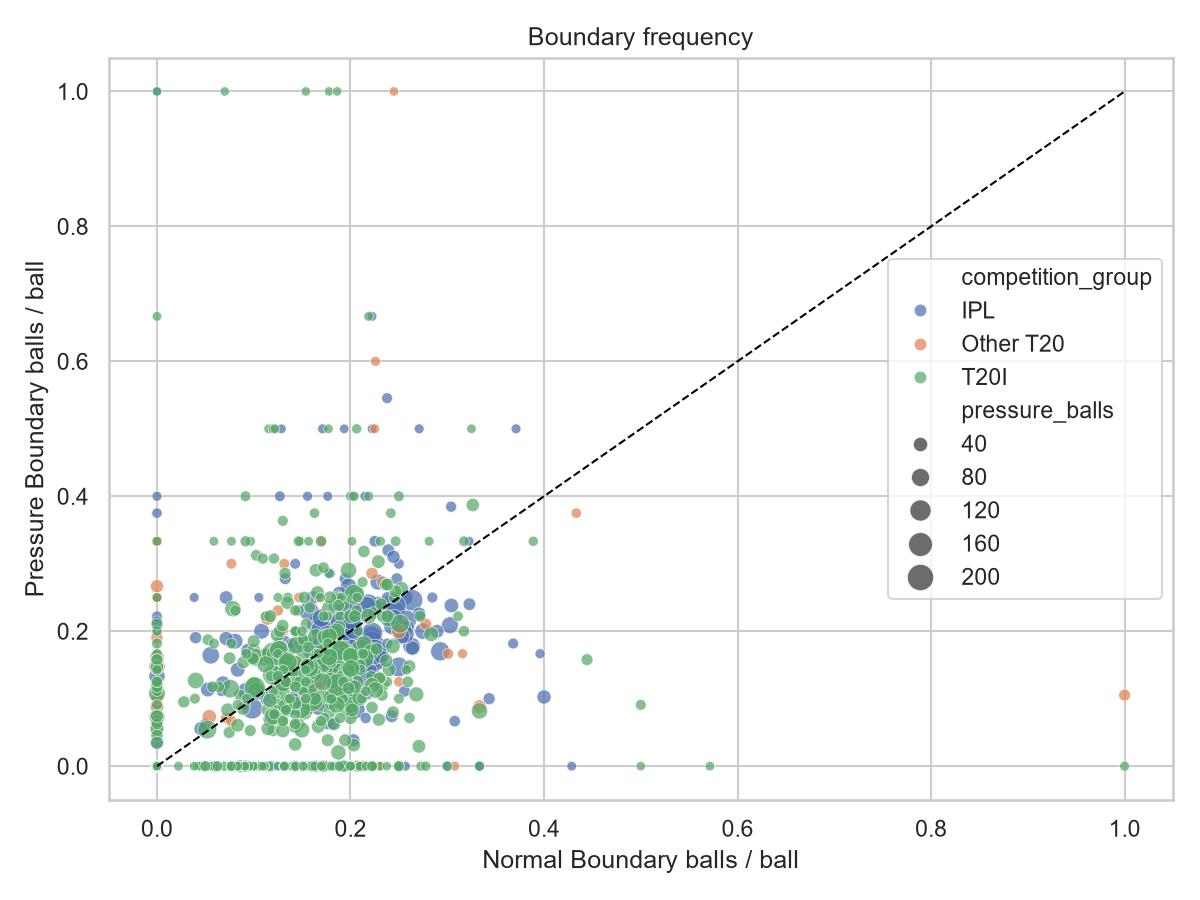 Boundary frequency
Pressure Boundary balls / ball
1.0
0.8
0.6
0.4
0.2
0.0
0.0 0.2 0.4 0.6 0.8 1.0
Normal Boundary balls / ball
competition_group
IPL
Other T20
T20I
pressure_balls
40
80
120
160
200